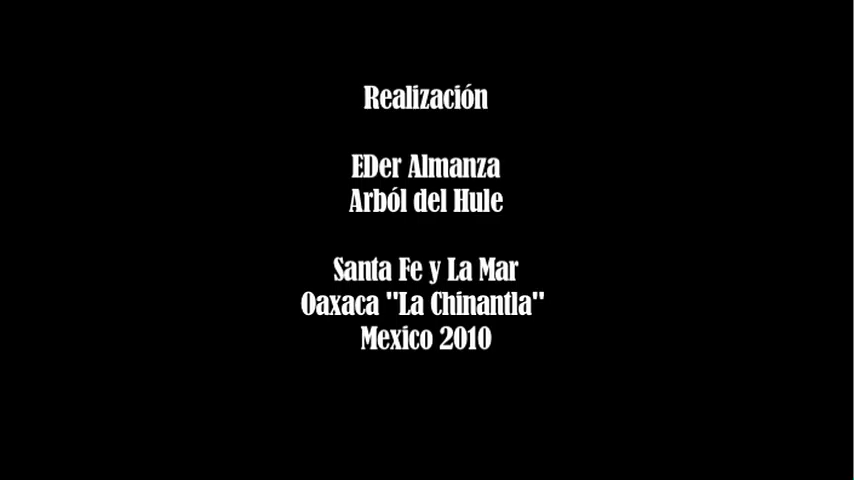 Realización
EDer Almanza
Arból del Hule
Santa Fe y La Mar
Oaxaca "La Chinantla"
Mexico 2010